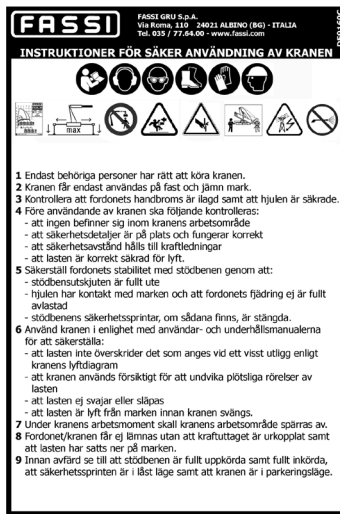 FASSI
FASSI GRU S.p.A.
Via Roma, 110 24021 ALBINO (BG) - ITALIA
Tel. 035 / 77.64.00 - www.fassi.com
INSTRUKTIONER FÖR SÄKER ANVÄNDNING AV KRANEN
max
1 Endast behöriga personer har rätt att köra kranen.
2 Kranen får endast användas på fast och jämn mark.
3 Kontrollera att fordonets handbroms är ilagd samt att hjulen är säkrade.
4 Före användande av kranen ska följande kontrolleras:
- att ingen befinner sig inom kranens arbetsområde
- att säkerhetsdetaljer är på plats och fungerar korrekt
- att säkerhetsavstånd hålls till kraftledningar
- att lasten är korrekt säkrad för lyft.
5 Säkerställ fordonets stabilitet med stödbenen genom att:
- stödbensutskjuten är fullt ute
- hjulen har kontakt med marken och att fordonets fjädring ej är fullt
avlastad
- stödbenens säkerhetssprintar, om sådana finns, är stängda.
6 Använd kranen i enlighet med användar- och underhållsmanualerna
för att säkerställa:
- att lasten inte överskrider det som anges vid ett visst utligg enligt
kranens lyftdiagram
- att kranen används försiktigt för att undvika plötsliga rörelser av
lasten
- att lasten ej svajar eller släpas
- att lasten är lyft från marken innan kranen svängs.
7 Under kranens arbetsmoment skall kranens arbetsområde spärras av.
8 Fordonet/kranen får ej lämnas utan att kraftuttaget är urkopplat samt
att lasten har satts ner på marken.
9 Innan avfärd se till att stödbenen är fullt uppkörda samt fullt inkörda,
att säkerhetssprinten är i låst läge samt att kranen är i parkeringsläge.